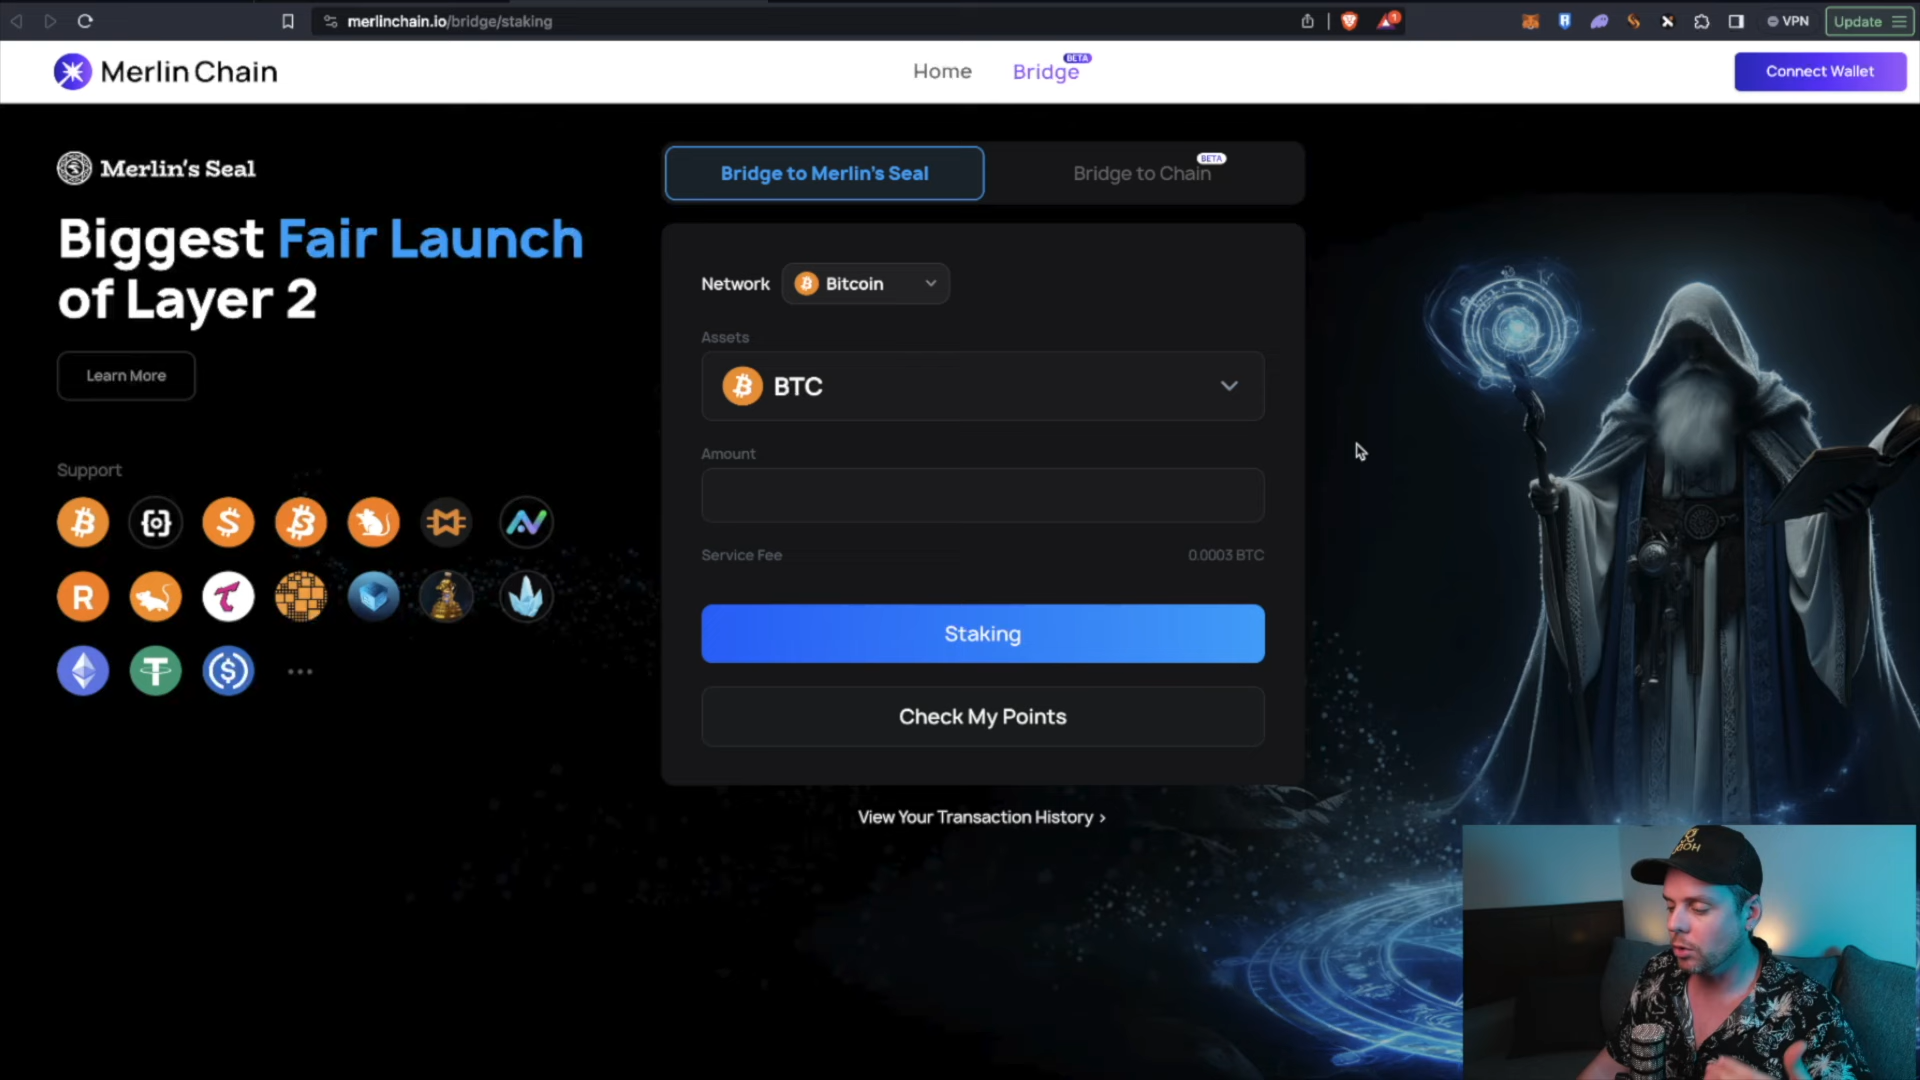 merlinchain.io/bridge/staking
1
VPN
Update
Merlin Chain
Home
Bridge
BETA
Connect Wallet
Merlin's Seal
Biggest Fair Launch
of Layer 2
Learn More
Support
Bridge to Merlin's Seal
Bridge to Chain
BETA
Network
Bitcoin
Assets
BTC
Amount
Service Fee
0.0003 BTC
Staking
Check My Points
View Your Transaction History >